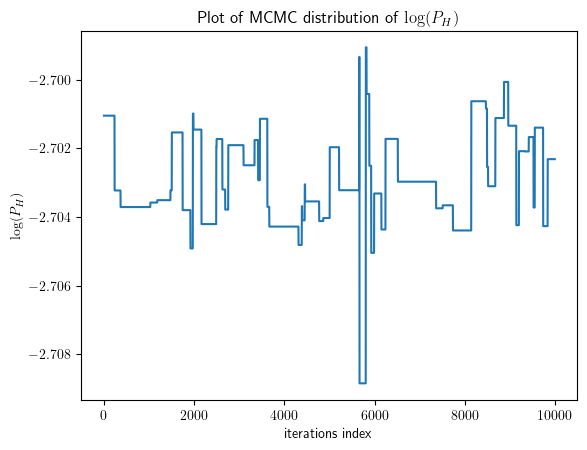 Plot of MCMC distribution of log(P_H)
−2.700
−2.702
−2.704
−2.706
−2.708
log(P_H)
0 2000 4000 6000 8000 10000
iterations index